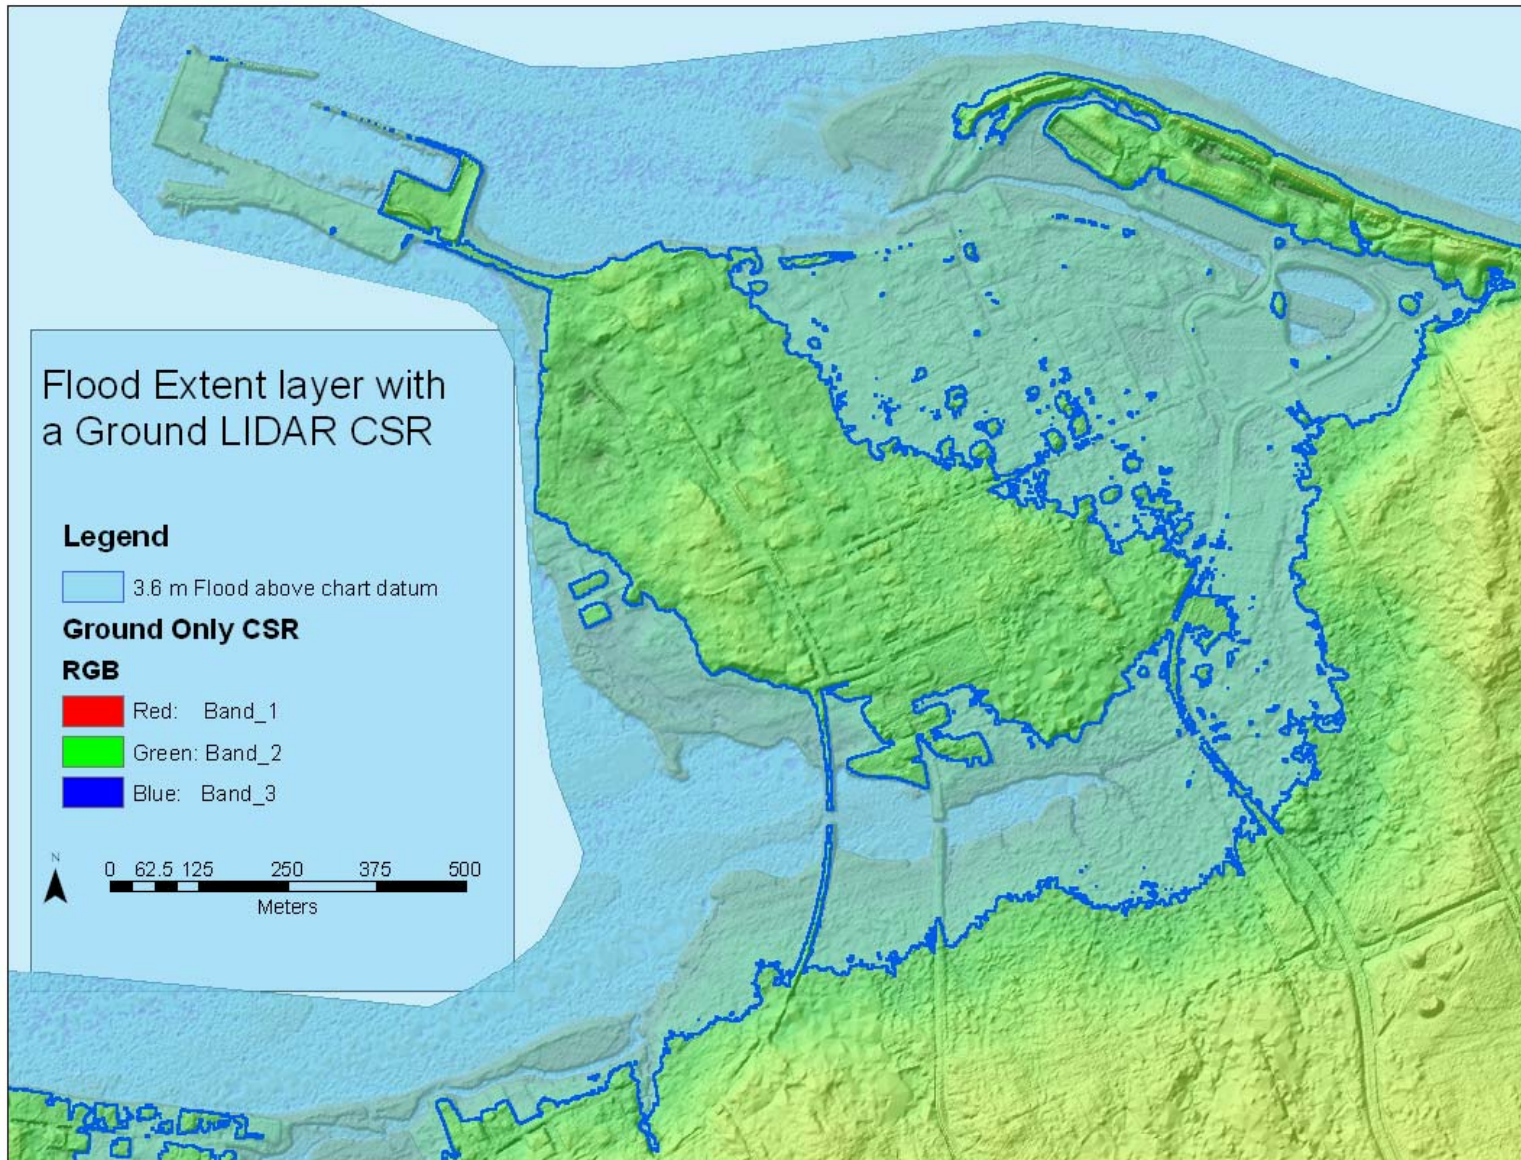 Flood Extent layer with
a Ground LIDAR CSR
Legend
3.6 m Flood above chart datum
Ground Only CSR
RGB
Red: Band_1
Green: Band_2
Blue: Band_3
N
0 62.5 125 250 375 500
Meters